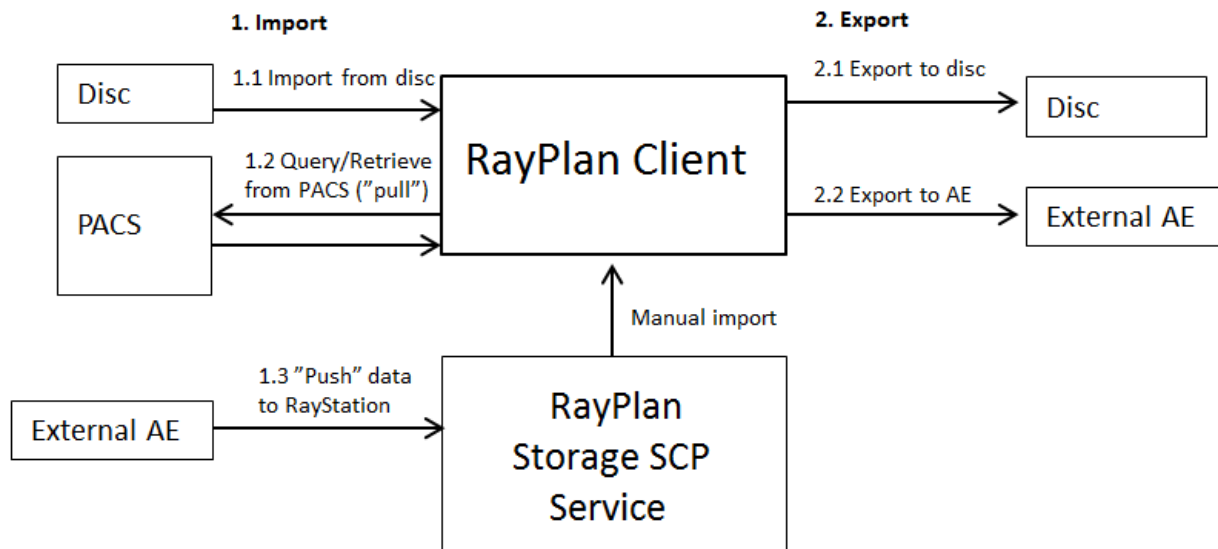 1. Import
2. Export
Disc
1.1 Import from disc
RayPlan Client
2.1 Export to disc
Disc
PACS
1.2 Query/Retrieve
from PACS (”pull”)
2.2 Export to AE
External AE
Manual import
External AE
1.3 ”Push” data
to RayStation
RayPlan
Storage SCP
Service